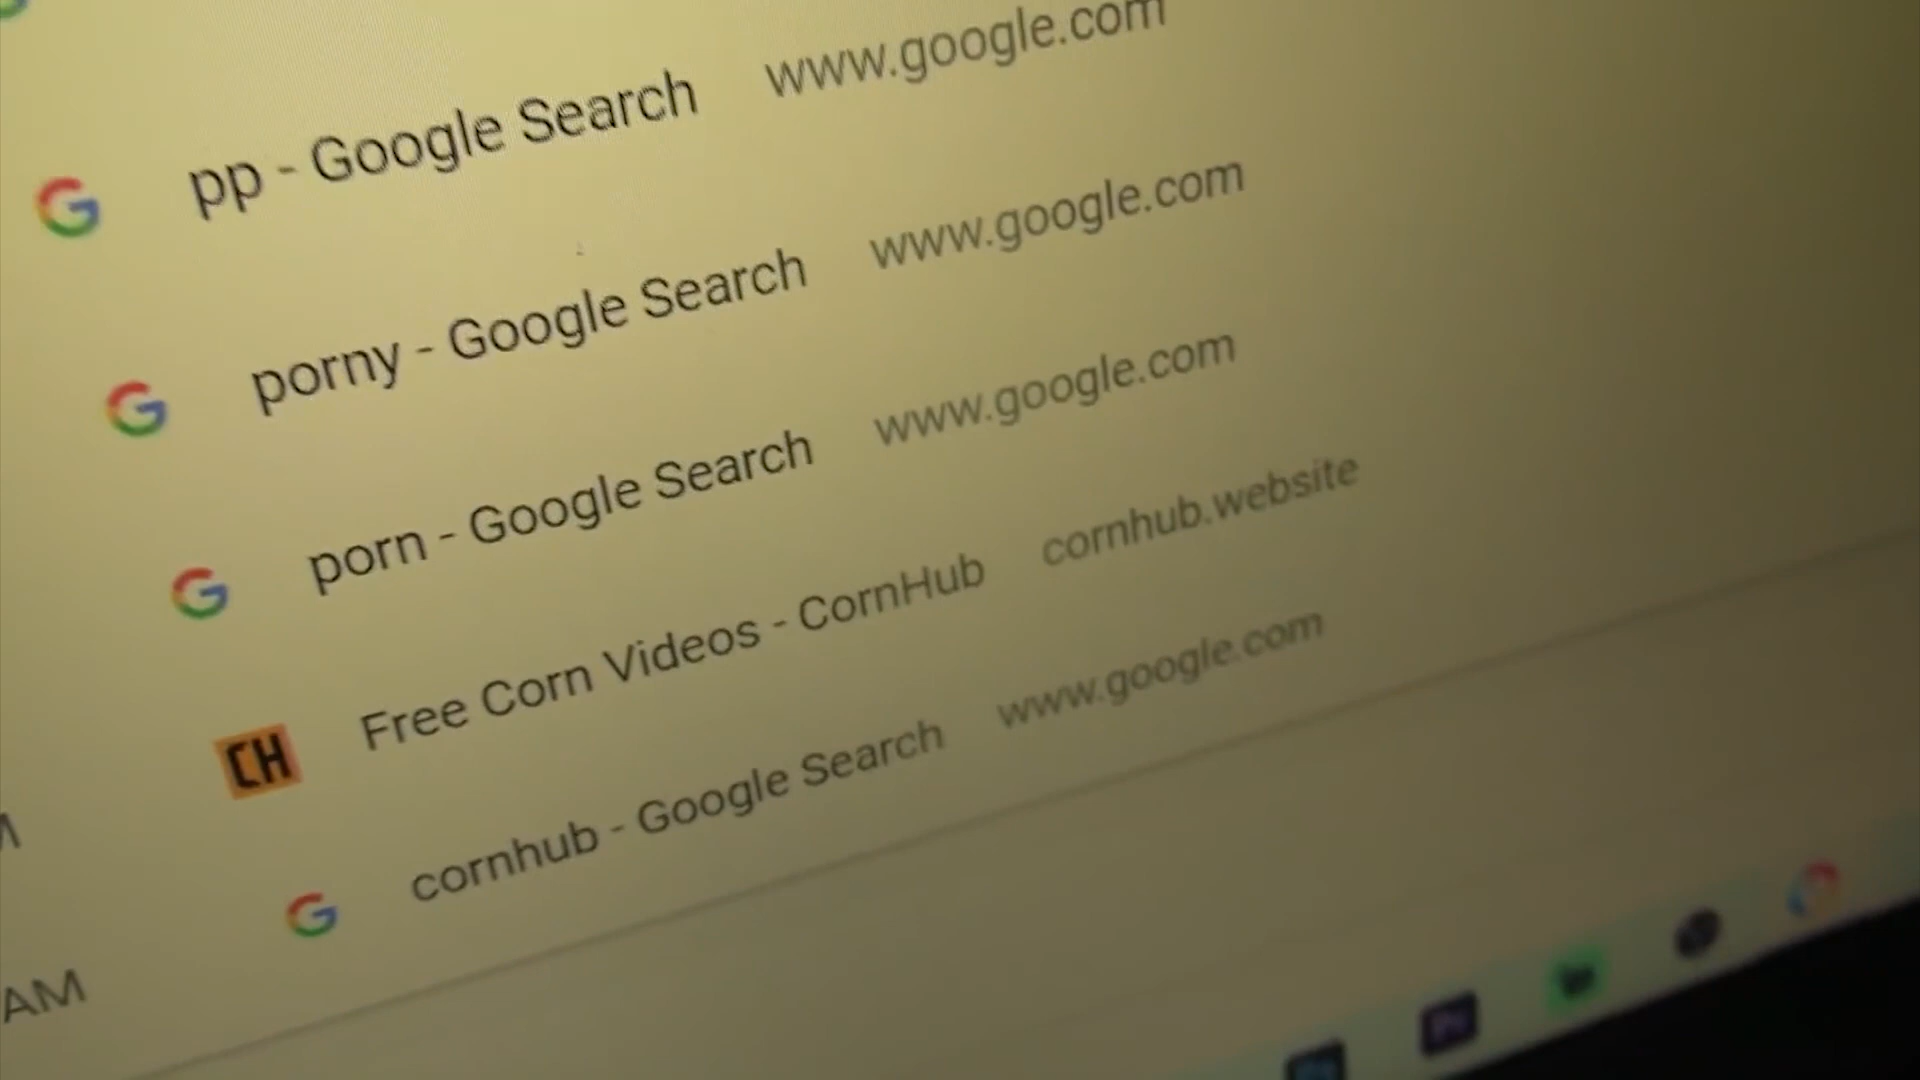 pp - Google Search www.google.com
porny - Google Search www.google.com
porn - Google Search www.google.com
CH Free Corn Videos - CornHub cornhub.website
cornhub - Google Search www.google.com
AM
Pr